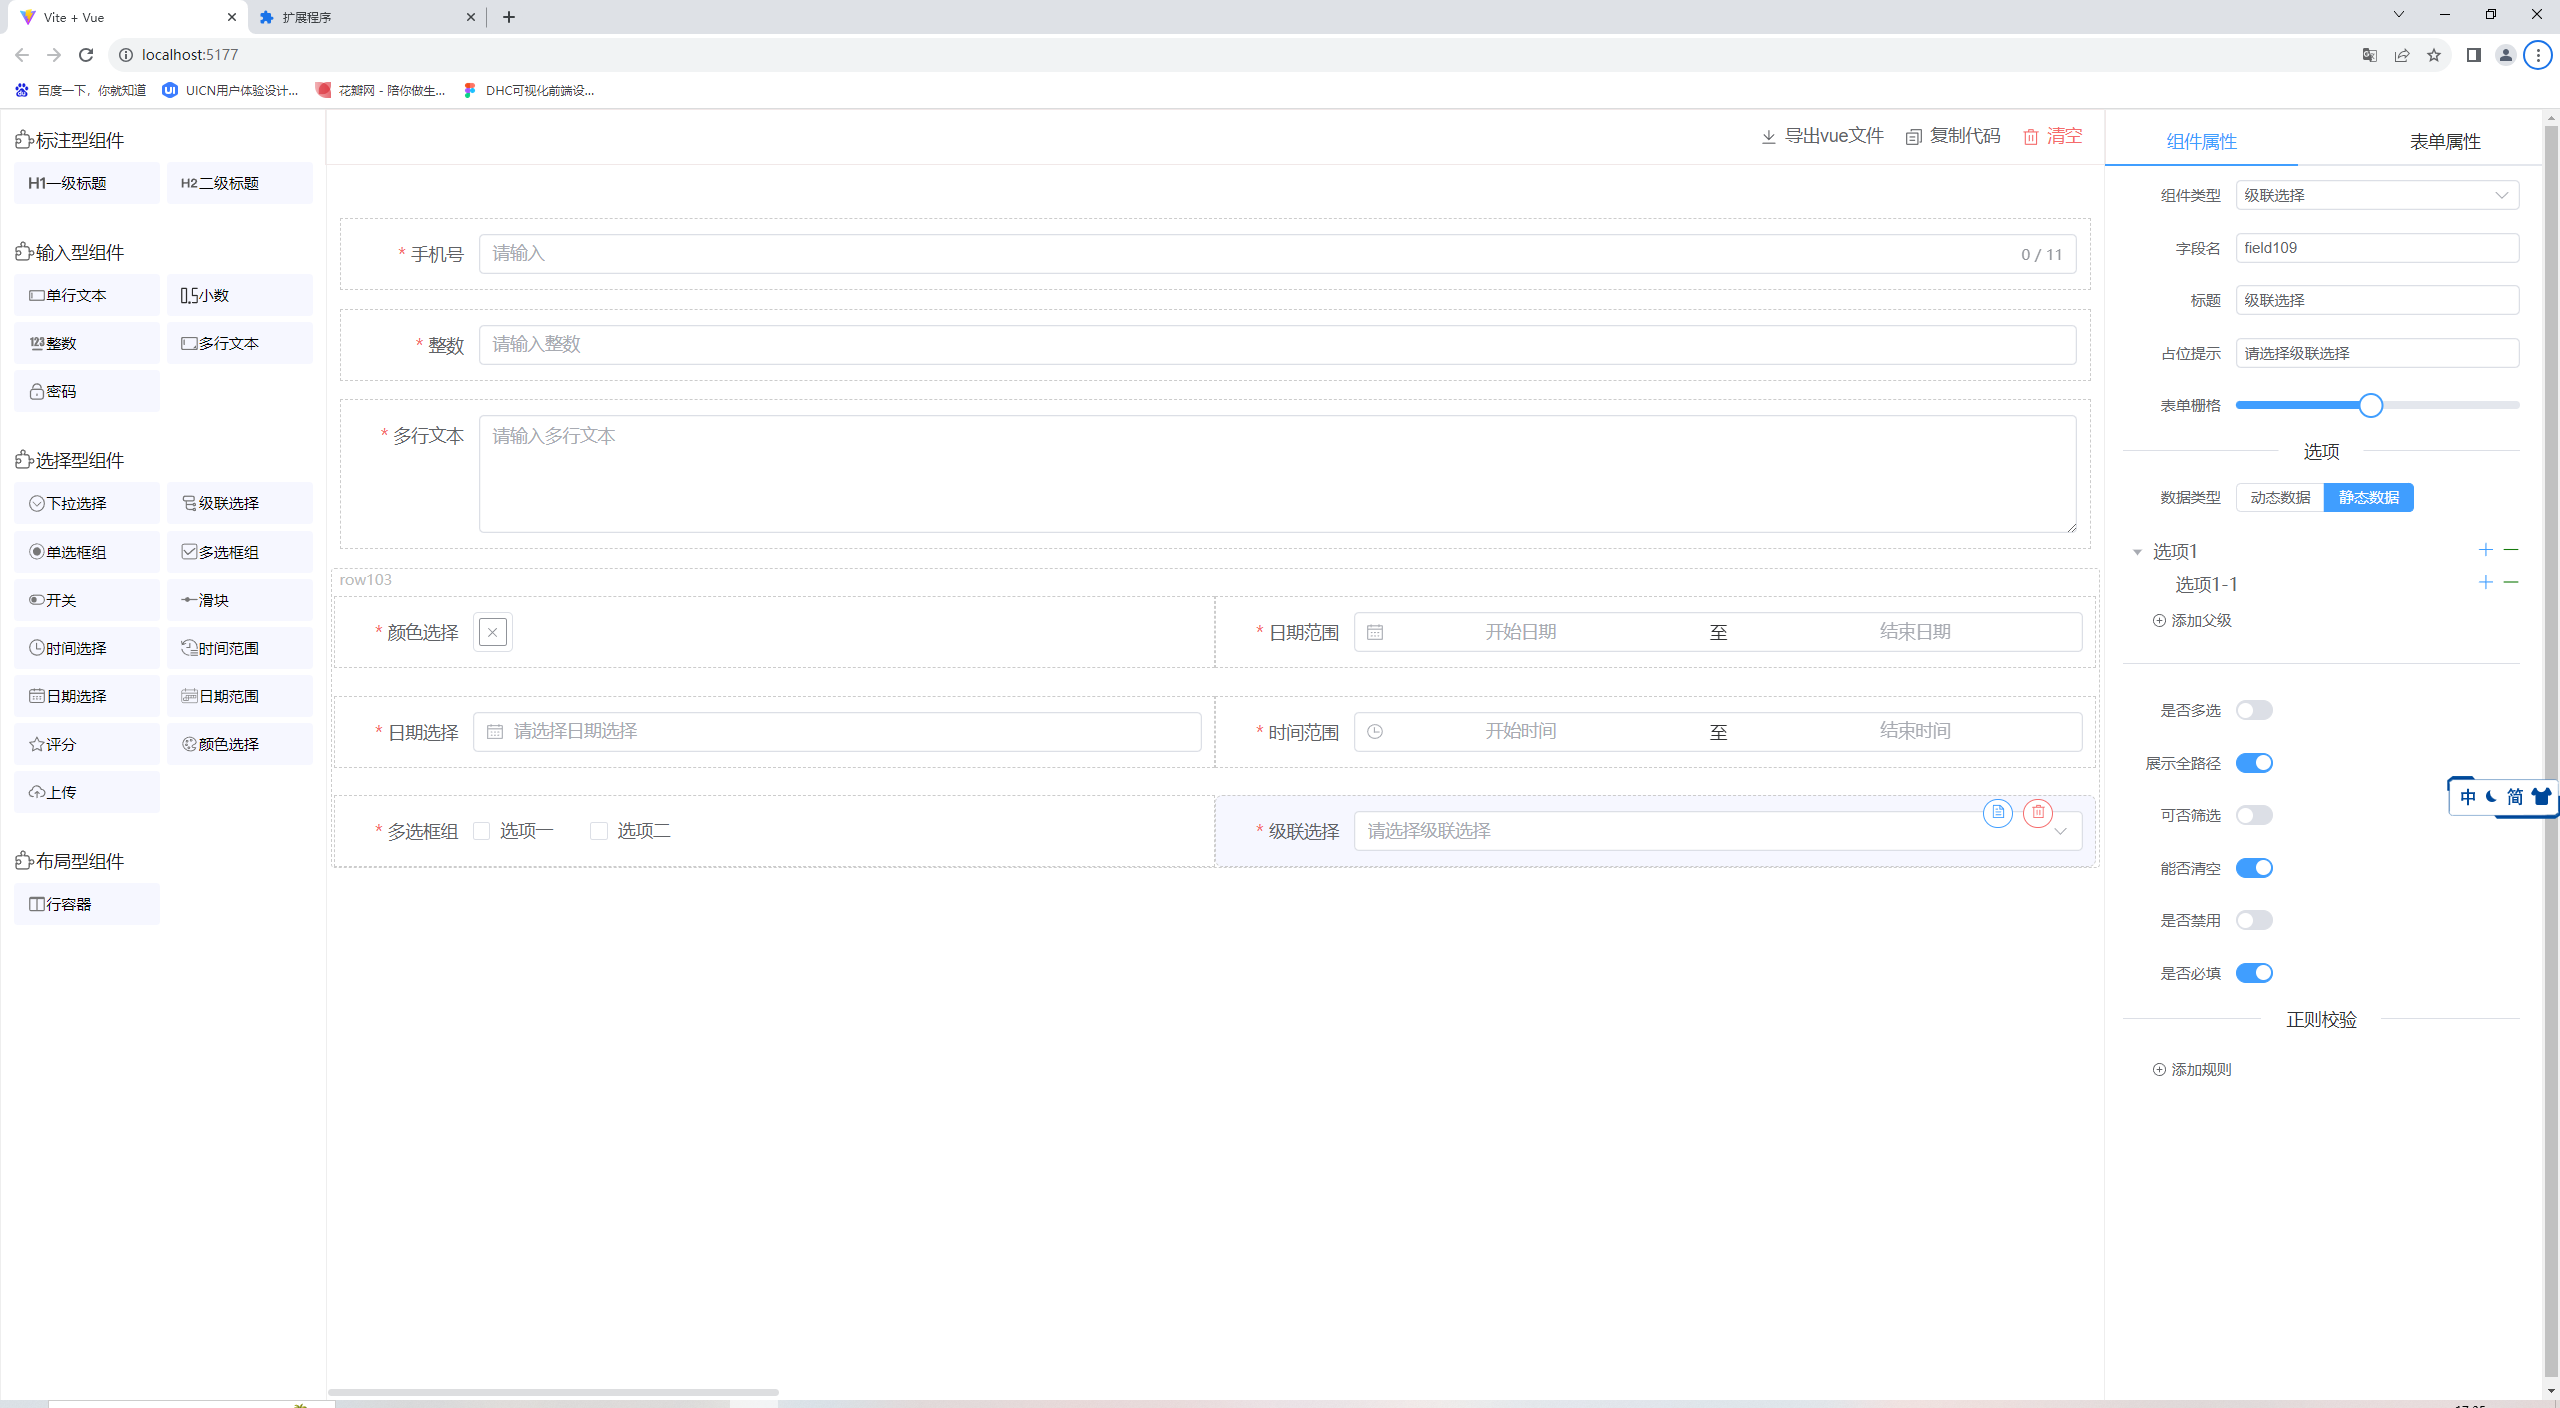 Vite + Vue
扩展程序
localhost:5177
百度一下，你就知道
UICN用户体验设计...
花瓣网 - 陪你做生...
DHC可视化前端设...
标注型组件
H1一级标题
H2二级标题
输入型组件
单行文本
小数
整数
多行文本
密码
选择型组件
下拉选择
级联选择
单选框组
多选框组
开关
滑块
时间选择
时间范围
日期选择
日期范围
评分
颜色选择
上传
布局型组件
行容器
导出vue文件
复制代码
清空
* 手机号
请输入
0 / 11
* 整数
请输入整数
* 多行文本
请输入多行文本
row103
* 颜色选择
* 日期范围
开始日期 至 结束日期
* 日期选择
请选择日期选择
* 时间范围
开始时间 至 结束时间
* 多选框组
选项一
选项二
* 级联选择
请选择级联选择
组件属性
表单属性
组件类型
级联选择
字段名
field109
标题
级联选择
占位提示
请选择级联选择
表单栅格
选项
数据类型
动态数据
静态数据
选项1
选项1-1
添加父级
是否多选
展示全路径
可否筛选
能否清空
是否禁用
是否必填
正则校验
添加规则
中 简